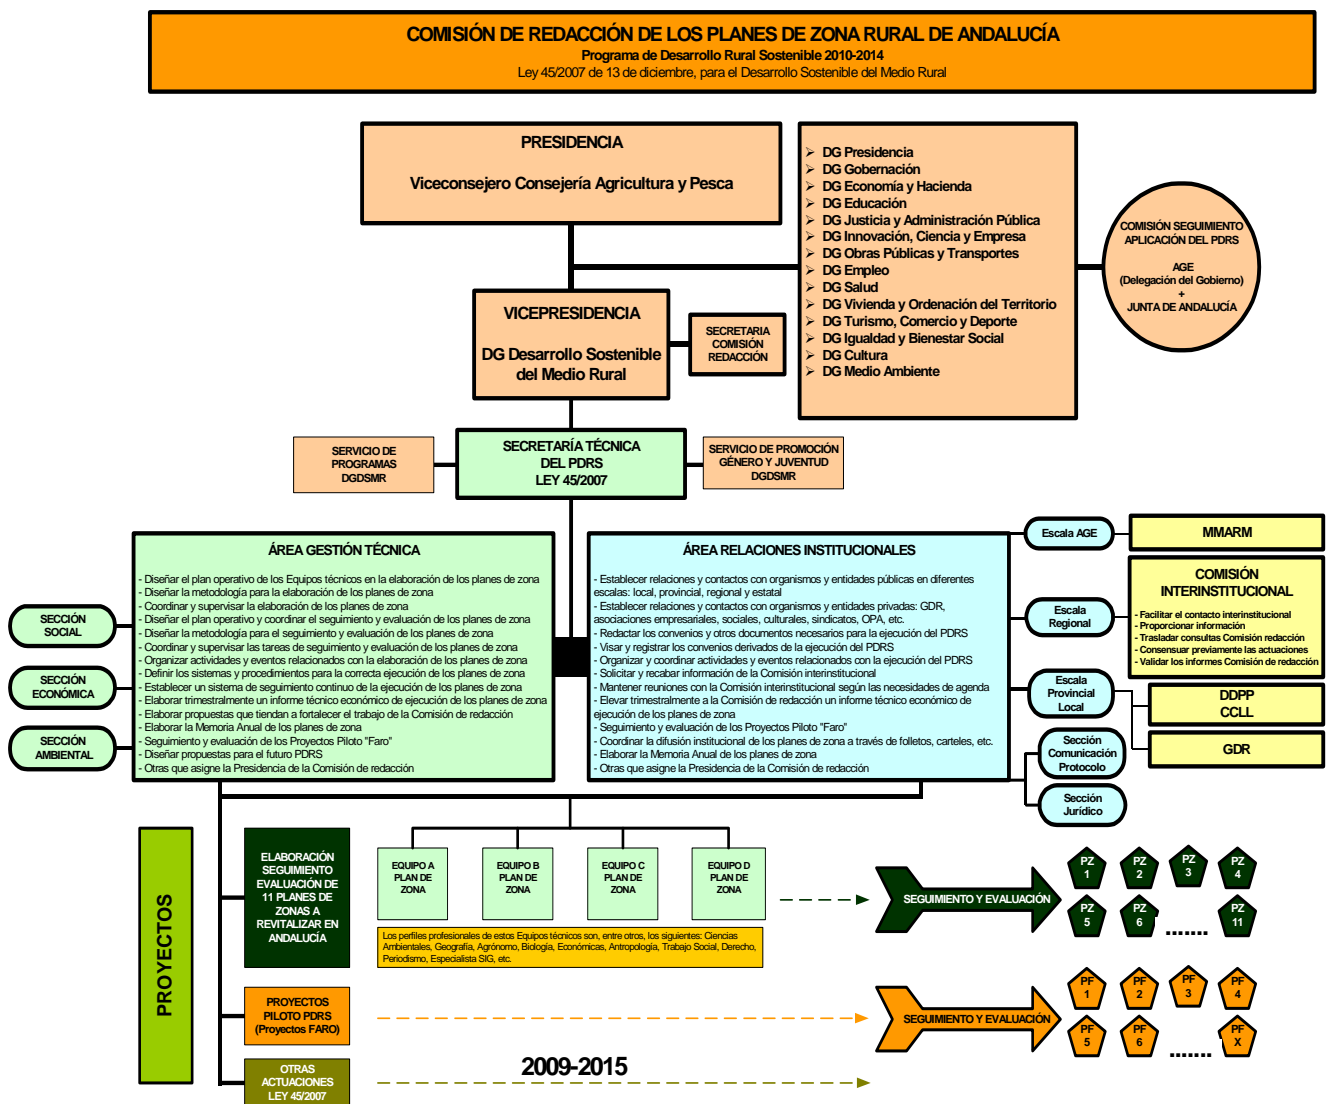 COMISIÓN DE REDACCIÓN DE LOS PLANES DE ZONA RURAL DE ANDALUCÍA
Programa de Desarrollo Rural Sostenible 2010-2014
Ley 45/2007 de 13 de diciembre, para el Desarrollo Sostenible del Medio Rural
PRESIDENCIA
Viceconsejero Consejería Agricultura y Pesca
➢ DG Presidencia
➢ DG Gobernación
➢ DG Economía y Hacienda
➢ DG Educación
➢ DG Justicia y Administración Pública
➢ DG Innovación, Ciencia y Empresa
➢ DG Obras Públicas y Transportes
➢ DG Empleo
➢ DG Salud
➢ DG Vivienda y Ordenación del Territorio
➢ DG Turismo, Comercio y Deporte
➢ DG Igualdad y Bienestar Social
➢ DG Cultura
➢ DG Medio Ambiente
COMISIÓN SEGUIMIENTO
APLICACIÓN DEL PDRS
AGE
(Delegación del Gobierno)
+
JUNTA DE ANDALUCÍA
VICEPRESIDENCIA
DG Desarrollo Sostenible
del Medio Rural
SECRETARIA
COMISIÓN
REDACCIÓN
SERVICIO DE
PROGRAMAS
DGDSMR
SECRETARÍA TÉCNICA
DEL PDRS
LEY 45/2007
SERVICIO DE PROMOCIÓN
GÉNERO Y JUVENTUD
DGDSMR
SECCIÓN
SOCIAL
SECCIÓN
ECONÓMICA
SECCIÓN
AMBIENTAL
ÁREA GESTIÓN TÉCNICA
- Diseñar el plan operativo de los Equipos técnicos en la elaboración de los planes de zona
- Diseñar la metodología para la elaboración de los planes de zona
- Coordinar y supervisar la elaboración de los planes de zona
- Diseñar el plan operativo y coordinar el seguimiento y evaluación de los planes de zona
- Diseñar la metodología para el seguimiento y evaluación de los planes de zona
- Coordinar y supervisar las tareas de seguimiento y evaluación de los planes de zona
- Organizar actividades y eventos relacionados con la elaboración de los planes de zona
- Definir los sistemas y procedimientos para la correcta ejecución de los planes de zona
- Establecer un sistema de seguimiento continuo de la ejecución de los planes de zona
- Elaborar trimestralmente un informe técnico económico de ejecución de los planes de zona
- Elaborar propuestas que tiendan a fortalecer el trabajo de la Comisión de redacción
- Elaborar la Memoria Anual de los planes de zona
- Seguimiento y evaluación de los Proyectos Piloto "Faro"
- Diseñar propuestas para el futuro PDRS
- Otras que asigne la Presidencia de la Comisión de redacción
ÁREA RELACIONES INSTITUCIONALES
- Establecer relaciones y contactos con organismos y entidades públicas en diferentes
escalas: local, provincial, regional y estatal
- Establecer relaciones y contactos con organismos y entidades privadas: GDR,
asociaciones empresariales, sociales, culturales, sindicatos, OPA, etc.
- Redactar los convenios y otros documentos necesarios para la ejecución del PDRS
- Visar y registrar los convenios derivados de la ejecución del PDRS
- Organizar y coordinar actividades y eventos relacionados con la ejecución del PDRS
- Solicitar y recabar información de la Comisión interinstitucional
- Mantener reuniones con la Comisión interinstitucional según las necesidades de agenda
- Elevar trimestralmente a la Comisión de redacción un informe técnico económico de
ejecución de los planes de zona
- Seguimiento y evaluación de los Proyectos Piloto "Faro"
- Coordinar la difusión institucional de los planes de zona a través de folletos, carteles, etc.
- Elaborar la Memoria Anual de los planes de zona
- Otras que asigne la Presidencia de la Comisión de redacción
Escala AGE
MMARM
Escala
Regional
COMISIÓN
INTERINSTITUCIONAL
- Facilitar el contacto interinstitucional
- Proporcionar información
- Trasladar consultas Comisión redacción
- Consensuar previamente las actuaciones
- Validar los informes Comisión de redacción
Escala
Provincial
Local
DDPP
CCLL
GDR
Sección
Comunicación
Protocolo
Sección
Jurídico
PROYECTOS
ELABORACIÓN
SEGUIMIENTO
EVALUACIÓN DE
11 PLANES DE
ZONAS A
REVITALIZAR EN
ANDALUCÍA
EQUIPO A
PLAN DE
ZONA
EQUIPO B
PLAN DE
ZONA
EQUIPO C
PLAN DE
ZONA
EQUIPO D
PLAN DE
ZONA
Los perfiles profesionales de estos Equipos técnicos son, entre otros, los siguientes: Ciencias
Ambientales, Geografía, Agrónomo, Biología, Económicas, Antropología, Trabajo Social, Derecho,
Periodismo, Especialista SIG, etc.
SEGUIMIENTO Y EVALUACIÓN
PZ
1
PZ
2
PZ
3
PZ
4
PZ
5
PZ
6
.......
PZ
11
PROYECTOS
PILOTO PDRS
(Proyectos FARO)
SEGUIMIENTO Y EVALUACIÓN
PF
1
PF
2
PF
3
PF
4
PF
5
PF
6
.......
PF
X
OTRAS
ACTUACIONES
LEY 45/2007
2009-2015